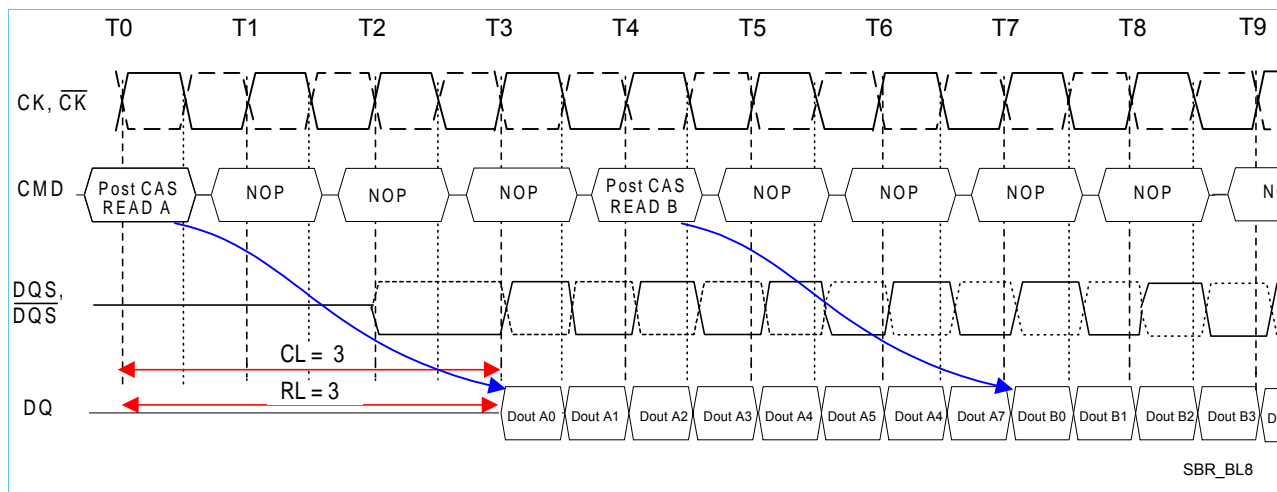 T0 T1 T2 T3 T4 T5 T6 T7 T8 T9
CK, CK
CMD
Post CAS
READ A
NOP
NOP
NOP
Post CAS
READ B
NOP
NOP
NOP
NOP
DQS,
DQS
CL = 3
RL = 3
DQ
Dout A0 Dout A1 Dout A2 Dout A3 Dout A4 Dout A5 Dout A4 Dout A7 Dout B0 Dout B1 Dout B2 Dout B3 D
SBR_BL8